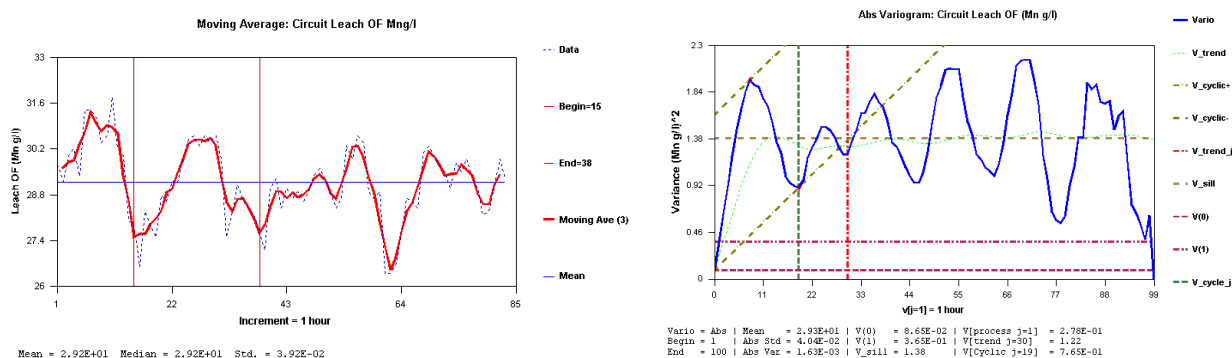 Moving Average: Circuit Leach OF Mng/l
33
31.6
30.2
28.8
27.4
26
Leach OF (Mn g/l)
1
22
43
64
85
Increment = 1 hour
Data
Begin=15
End=38
Moving Ave (3)
Mean
Mean = 2.92E+01 Median = 2.92E+01 Std. = 3.92E-02
Abs Variogram: Circuit Leach OF (Mn g/l)
2.3
1.84
1.38
0.92
0.46
0
Variance (Mn g/l)^2
0
11
22
33
44
55
66
77
88
99
v[j=1] = 1 hour
Vario
V_trend
V_cyclic+
V_cyclic-
V_trend_j
V_sill
V(0)
V(1)
V_cycle_j
Vario = Abs | Mean = 2.93E+01 | V(0) = 8.65E-02 | V[process j=1] = 2.78E-01
Begin = 1 | Abs Std = 4.04E-02 | V(1) = 3.65E-01 | V[trend j=30] = 1.22
End = 100 | Abs Var = 1.63E-03 | V_sill = 1.38 | V[Cyclic j=19] = 7.65E-01